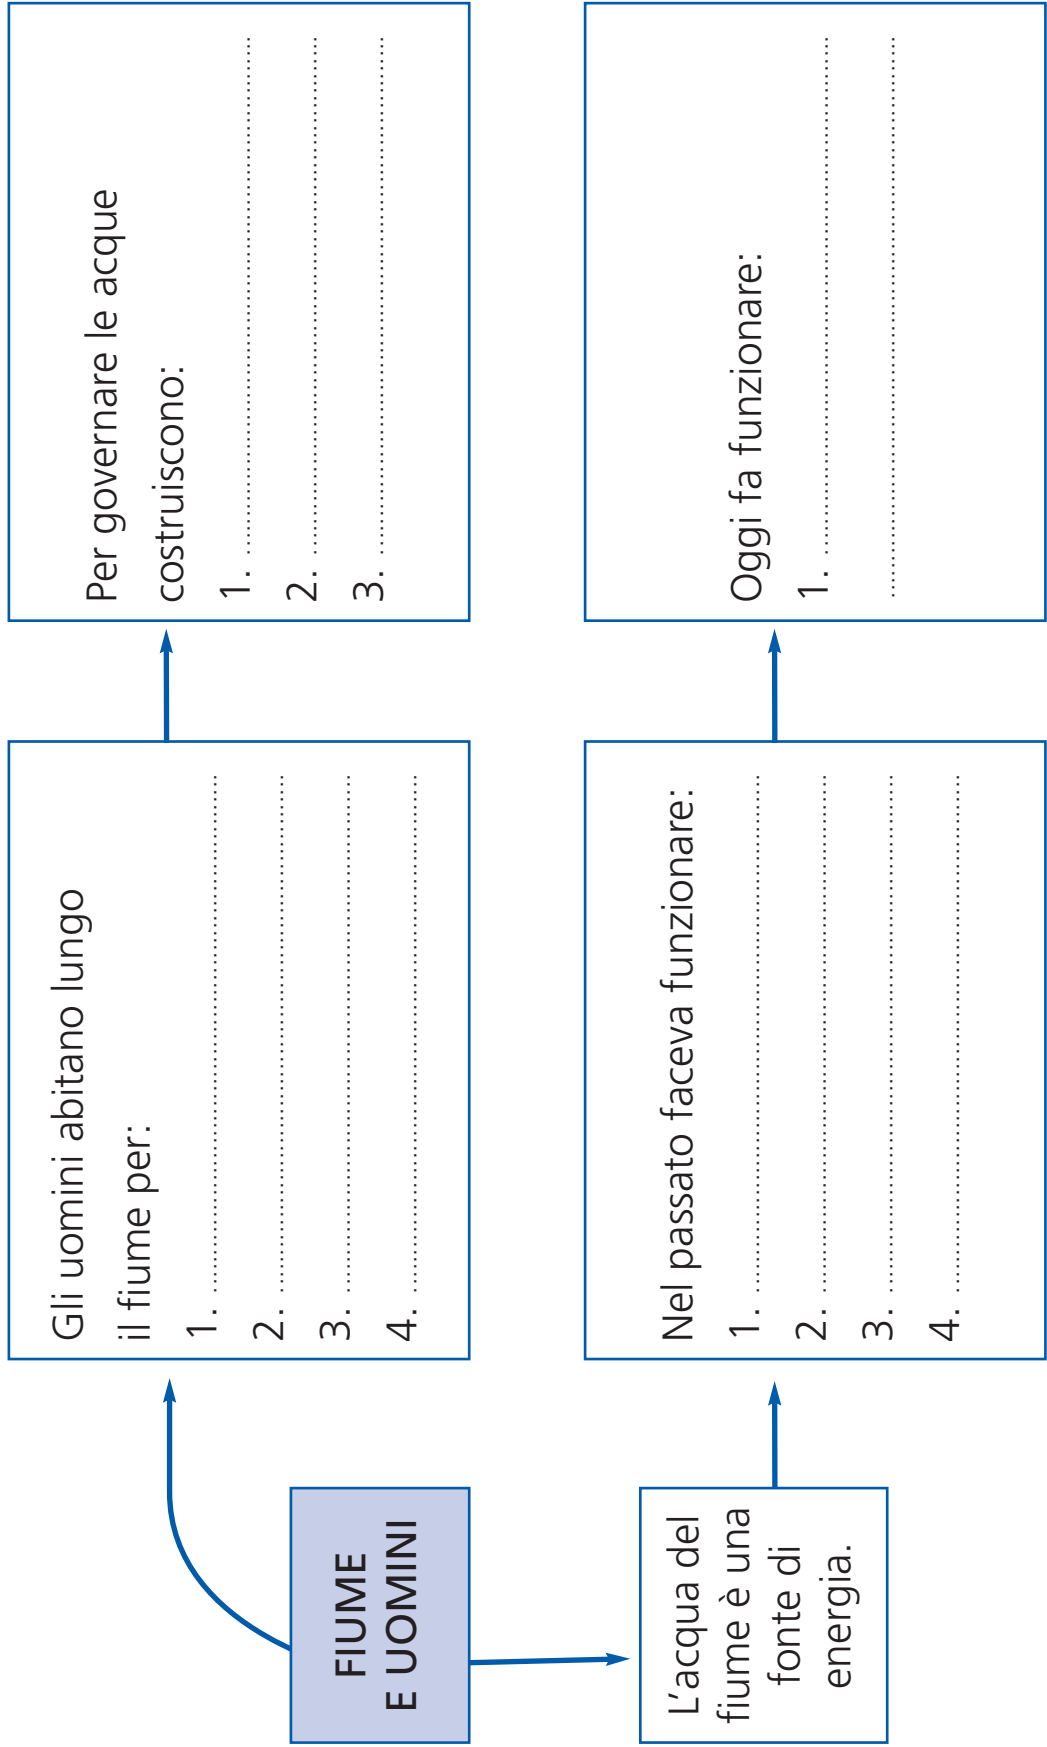 FIUME
E UOMINI
Gli uomini abitano lungo
il fiume per:
1. ........................................
2. ........................................
3. ........................................
4. ........................................
Per governare le acque
costruiscono:
1. ........................................
2. ........................................
3. ........................................
L'acqua del
fiume è una
fonte di
energia.
Nel passato faceva funzionare:
1. ........................................
2. ........................................
3. ........................................
4. ........................................
Oggi fa funzionare:
1. ........................................
........................................